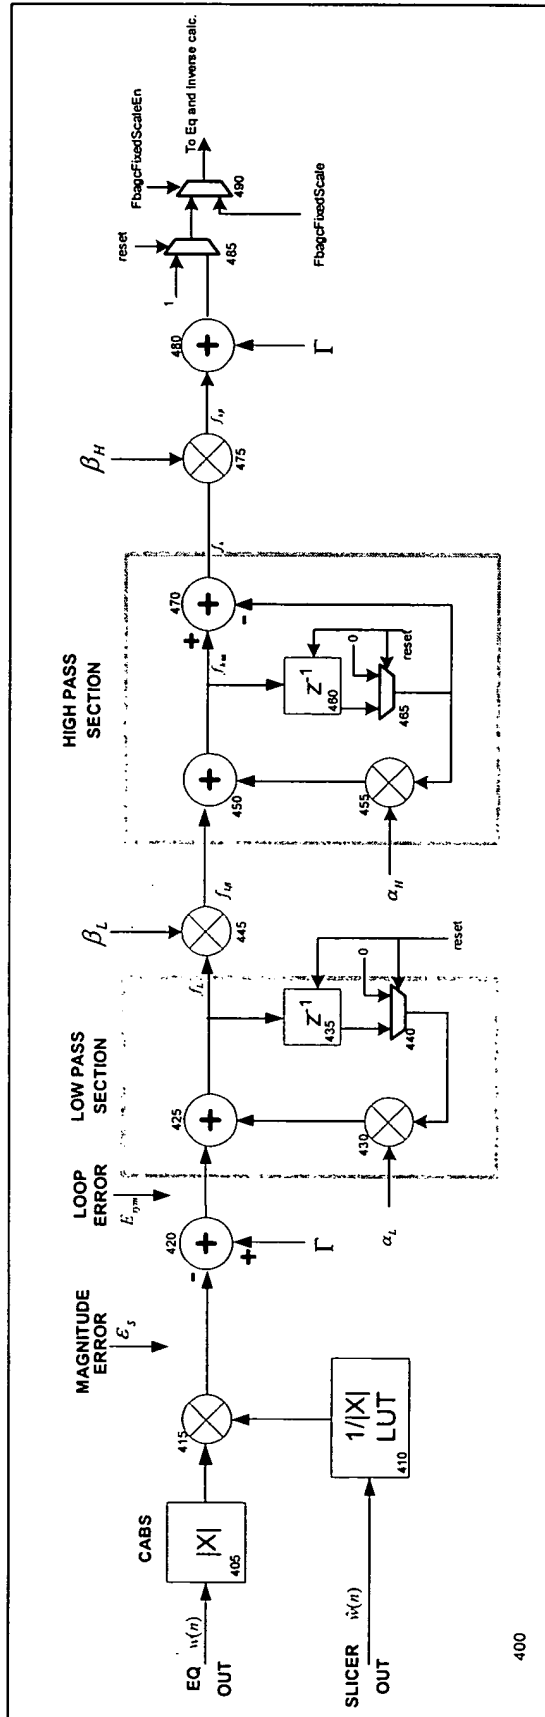 EQ w(n)
OUT
SLICER ŵ(n)
OUT
400
CABS
|X|
405
1/|X|
LUT
410
415
MAGNITUDE
ERROR
ε_s
-
+
420
+
Γ
LOOP
ERROR
E_sym
LOW PASS
SECTION
+
425
f_L
Z⁻¹
435
0
440
reset
430
α_L
β_L
445
f_Lβ
HIGH PASS
SECTION
+
450
Z⁻¹
460
0
465
reset
455
α_H
+
+
470
-
β_H
475
+
480
Γ
1
reset
485
FbagcFixedScaleEn
490
FbagcFixedScale
To Eq and Inverse calc.